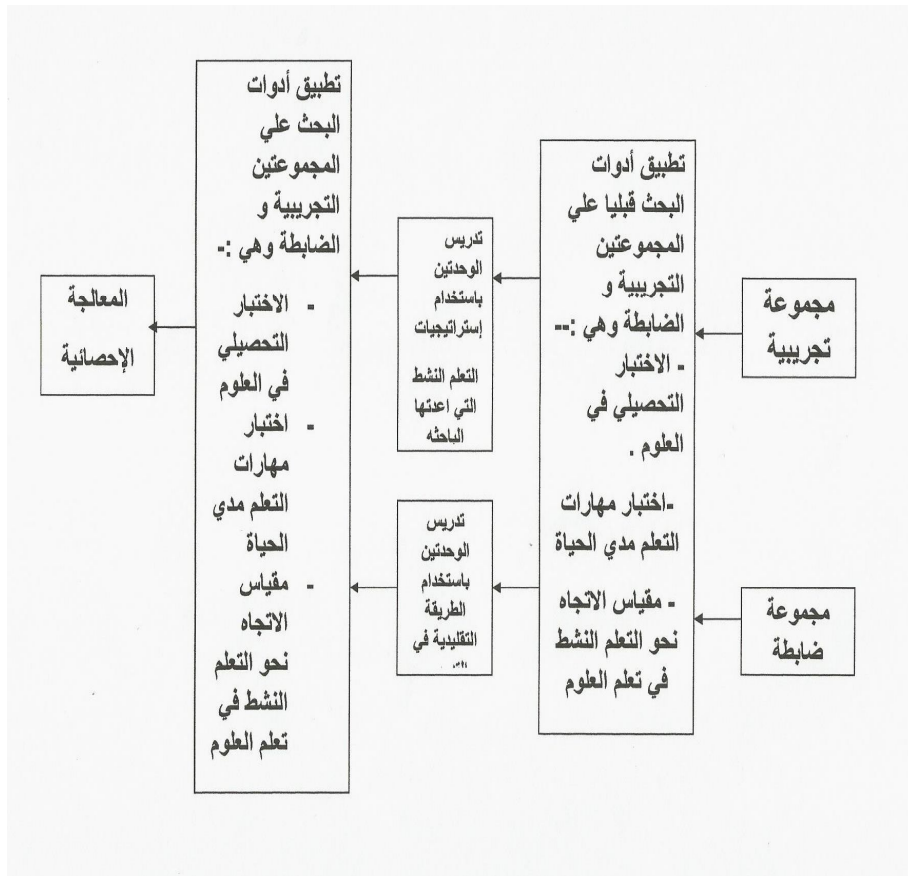 مجموعة
تجريبية
مجموعة
ضابطة
تطبيق أدوات
البحث قبليا علي
المجموعتين
التجريبية و
الضابطة وهي :--
- الاختبار
التحصيلي في
العلوم .
-اختبار مهارات
التعلم مدي الحياة
- مقياس الاتجاه
نحو التعلم النشط
في تعلم العلوم
تدريس
الوحدتين
باستخدام
إستراتيجيات
التعلم النشط
التي اعدتها
الباحثه
تدريس
الوحدتين
باستخدام
الطريقة
التقليدية في
تطبيق أدوات
البحث علي
المجموعتين
التجريبية و
الضابطة وهي :-
- الاختبار
التحصيلي
في العلوم
- اختبار
مهارات
التعلم مدي
الحياة
- مقياس
الاتجاه
نحو التعلم
النشط في
تعلم العلوم
المعالجة
الإحصائية